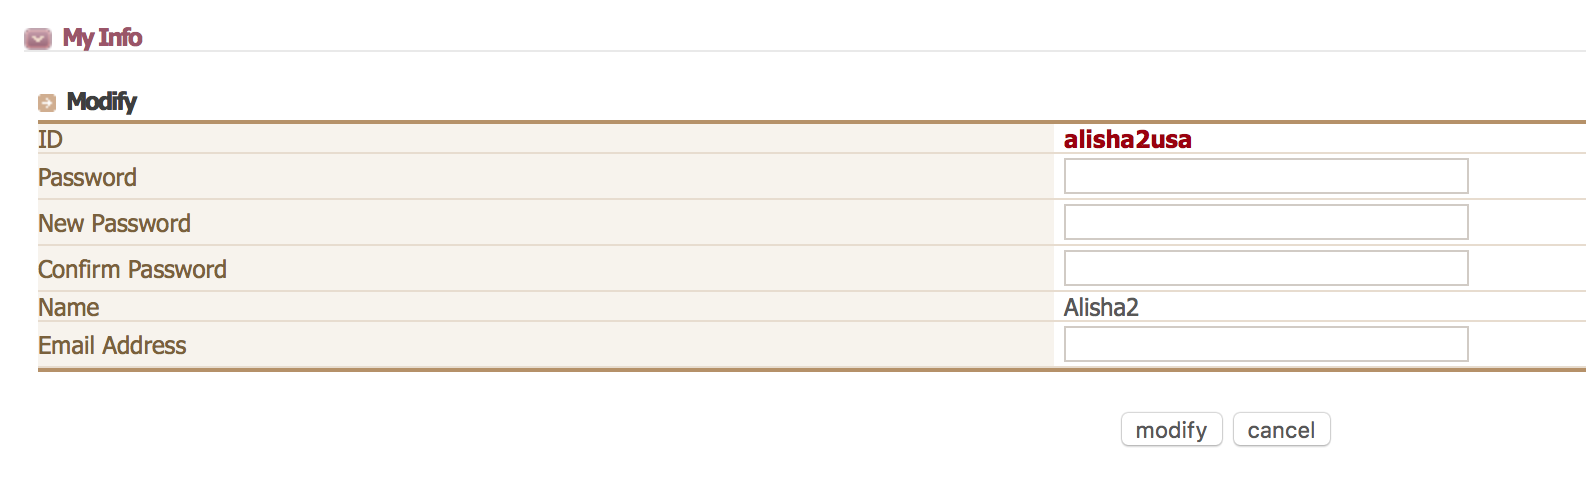 My Info
Modify
ID alisha2usa
Password
New Password
Confirm Password
Name Alisha2
Email Address
modify cancel